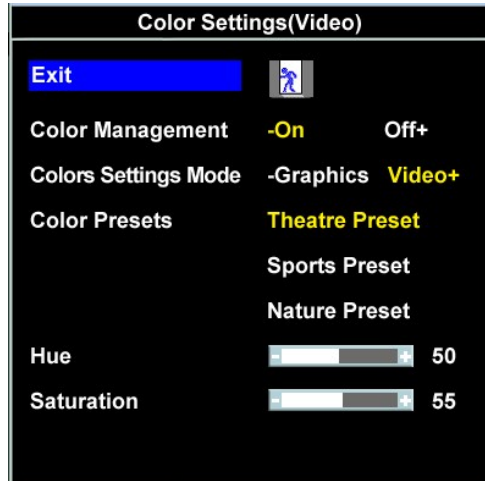 Color Settings(Video)
Exit
Color Management -On Off+
Colors Settings Mode -Graphics Video+
Color Presets Theatre Preset
Sports Preset
Nature Preset
Hue - + 50
Saturation - + 55